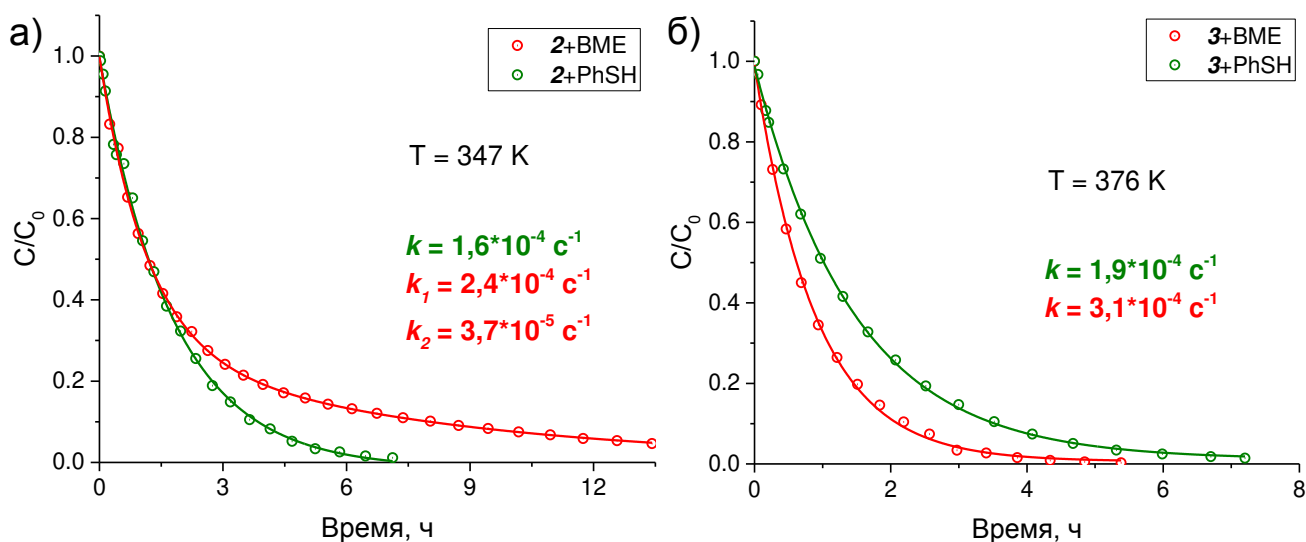 а)
2+BME
2+PhSH
T = 347 K
k = 1,6*10⁻⁴ c⁻¹
k₁ = 2,4*10⁻⁴ c⁻¹
k₂ = 3,7*10⁻⁵ c⁻¹
C/C₀
1.0
0.8
0.6
0.4
0.2
0.0
0 3 6 9 12
Время, ч
б)
3+BME
3+PhSH
T = 376 K
k = 1,9*10⁻⁴ c⁻¹
k = 3,1*10⁻⁴ c⁻¹
C/C₀
1.0
0.8
0.6
0.4
0.2
0.0
0 2 4 6 8
Время, ч